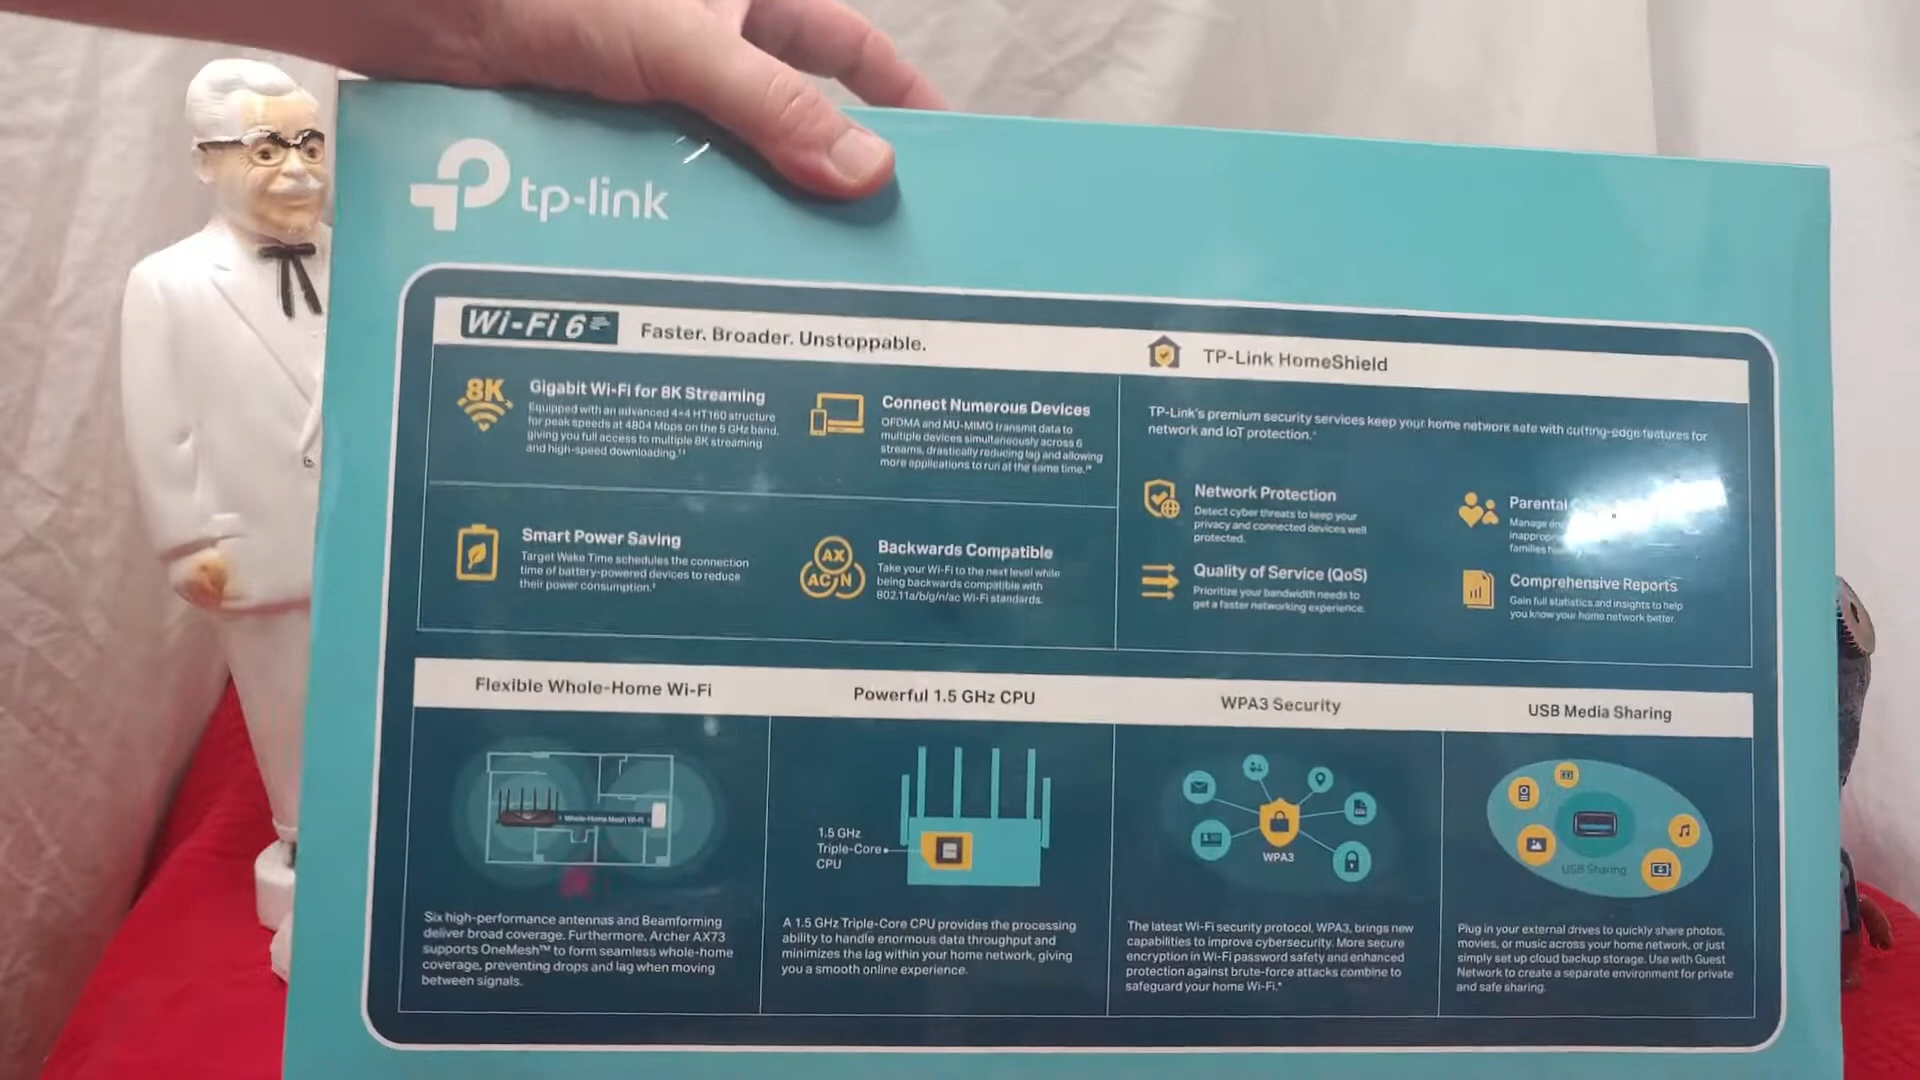 tp-link
Wi-Fi 6
Faster. Broader. Unstoppable.
8K
Gigabit Wi-Fi for 8K Streaming
Equipped with an advanced 4×4 HT160 structure
for peak speeds at 4804 Mbps on the 5 GHz band,
giving you full access to multiple 8K streaming
and high-speed downloading.
Connect Numerous Devices
OFDMA and MU-MIMO transmit data to
multiple devices simultaneously across 6
streams, drastically reducing lag and allowing
more applications to run at the same time.
Smart Power Saving
Target Wake Time schedules the connection
time of battery-powered devices to reduce
their power consumption.
AX
AC
N
Backwards Compatible
Take your Wi-Fi to the next level while
being backwards compatible with
802.11a/b/g/n/ac Wi-Fi standards.
TP-Link HomeShield
TP-Link's premium security services keep your home network safe with cutting-edge features for
network and IoT protection.
Network Protection
Detect cyber threats to keep your
privacy and connected devices well
protected.
Parental
Manage
families
Quality of Service (QoS)
Prioritize your bandwidth needs to
get a faster networking experience.
Comprehensive Reports
Gain full statistics and insights to help
you know your home network better.
Flexible Whole-Home Wi-Fi
Whole-Home Mesh Wi-Fi
Six high-performance antennas and Beamforming
deliver broad coverage. Furthermore, Archer AX73
supports OneMesh™ to form seamless whole-home
coverage, preventing drops and lag when moving
between signals.
Powerful 1.5 GHz CPU
1.5 GHz
Triple-Core
CPU
A 1.5 GHz Triple-Core CPU provides the processing
ability to handle enormous data throughput and
minimizes the lag within your home network, giving
you a smooth online experience.
WPA3 Security
WPA3
The latest Wi-Fi security protocol, WPA3, brings new
capabilities to improve cybersecurity. More secure
encryption in Wi-Fi password safety and enhanced
protection against brute-force attacks combine to
safeguard your home Wi-Fi.*
USB Media Sharing
USB Sharing
Plug in your external drives to quickly share photos,
movies, or music across your home network, or just
simply set up cloud backup storage. Use with Guest
Network to create a separate environment for private
and safe sharing.